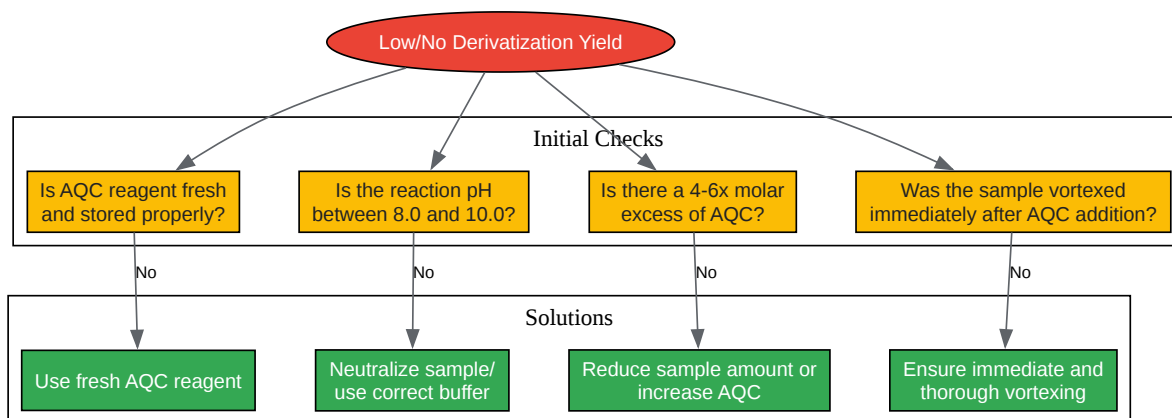 Low/No Derivatization Yield
Initial Checks
Is AQC reagent fresh
and stored properly?
Is the reaction pH
between 8.0 and 10.0?
Is there a 4-6x molar
excess of AQC?
Was the sample vortexed
immediately after AQC addition?
No
No
No
No
Solutions
Use fresh AQC reagent
Neutralize sample/
use correct buffer
Reduce sample amount or
increase AQC
Ensure immediate and
thorough vortexing